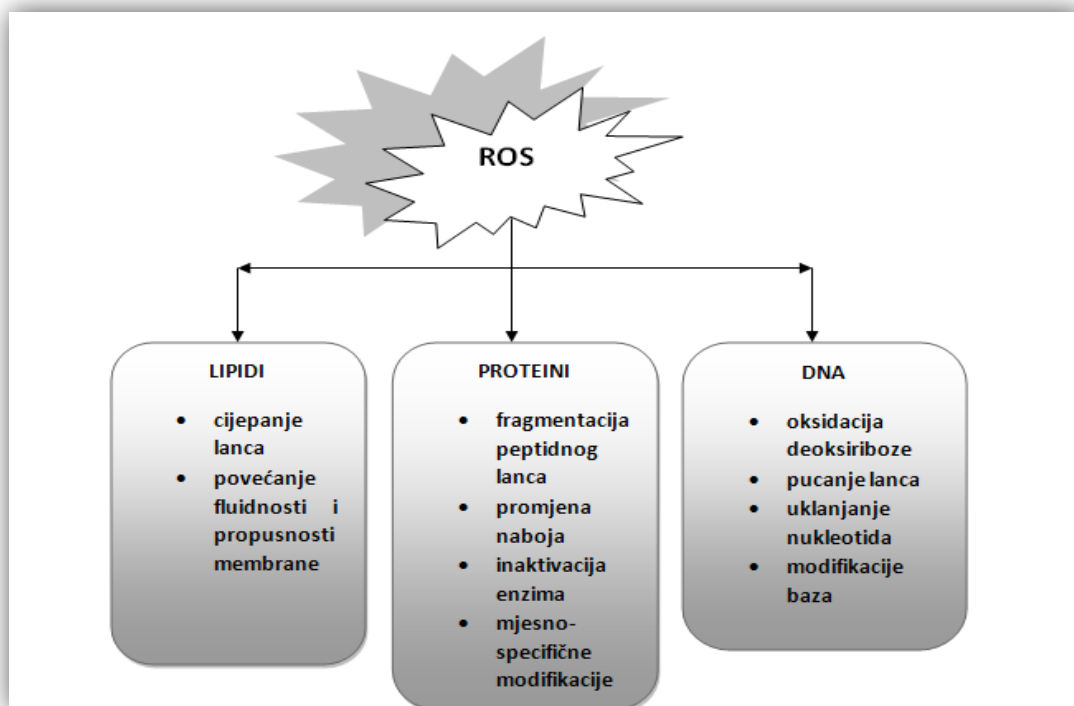 ROS
LIPIDI
• cijepanje
lanca
• povećanje
fluidnosti i
propusnosti
membrane
PROTEINI
• fragmentacija
peptidnog
lanca
• promjena
naboja
• inaktivacija
enzima
• mjesno-
specifične
modifikacije
DNA
• oksidacija
deoksiriboze
• pucanje lanca
• uklanjanje
nukleotida
• modifikacije
baza